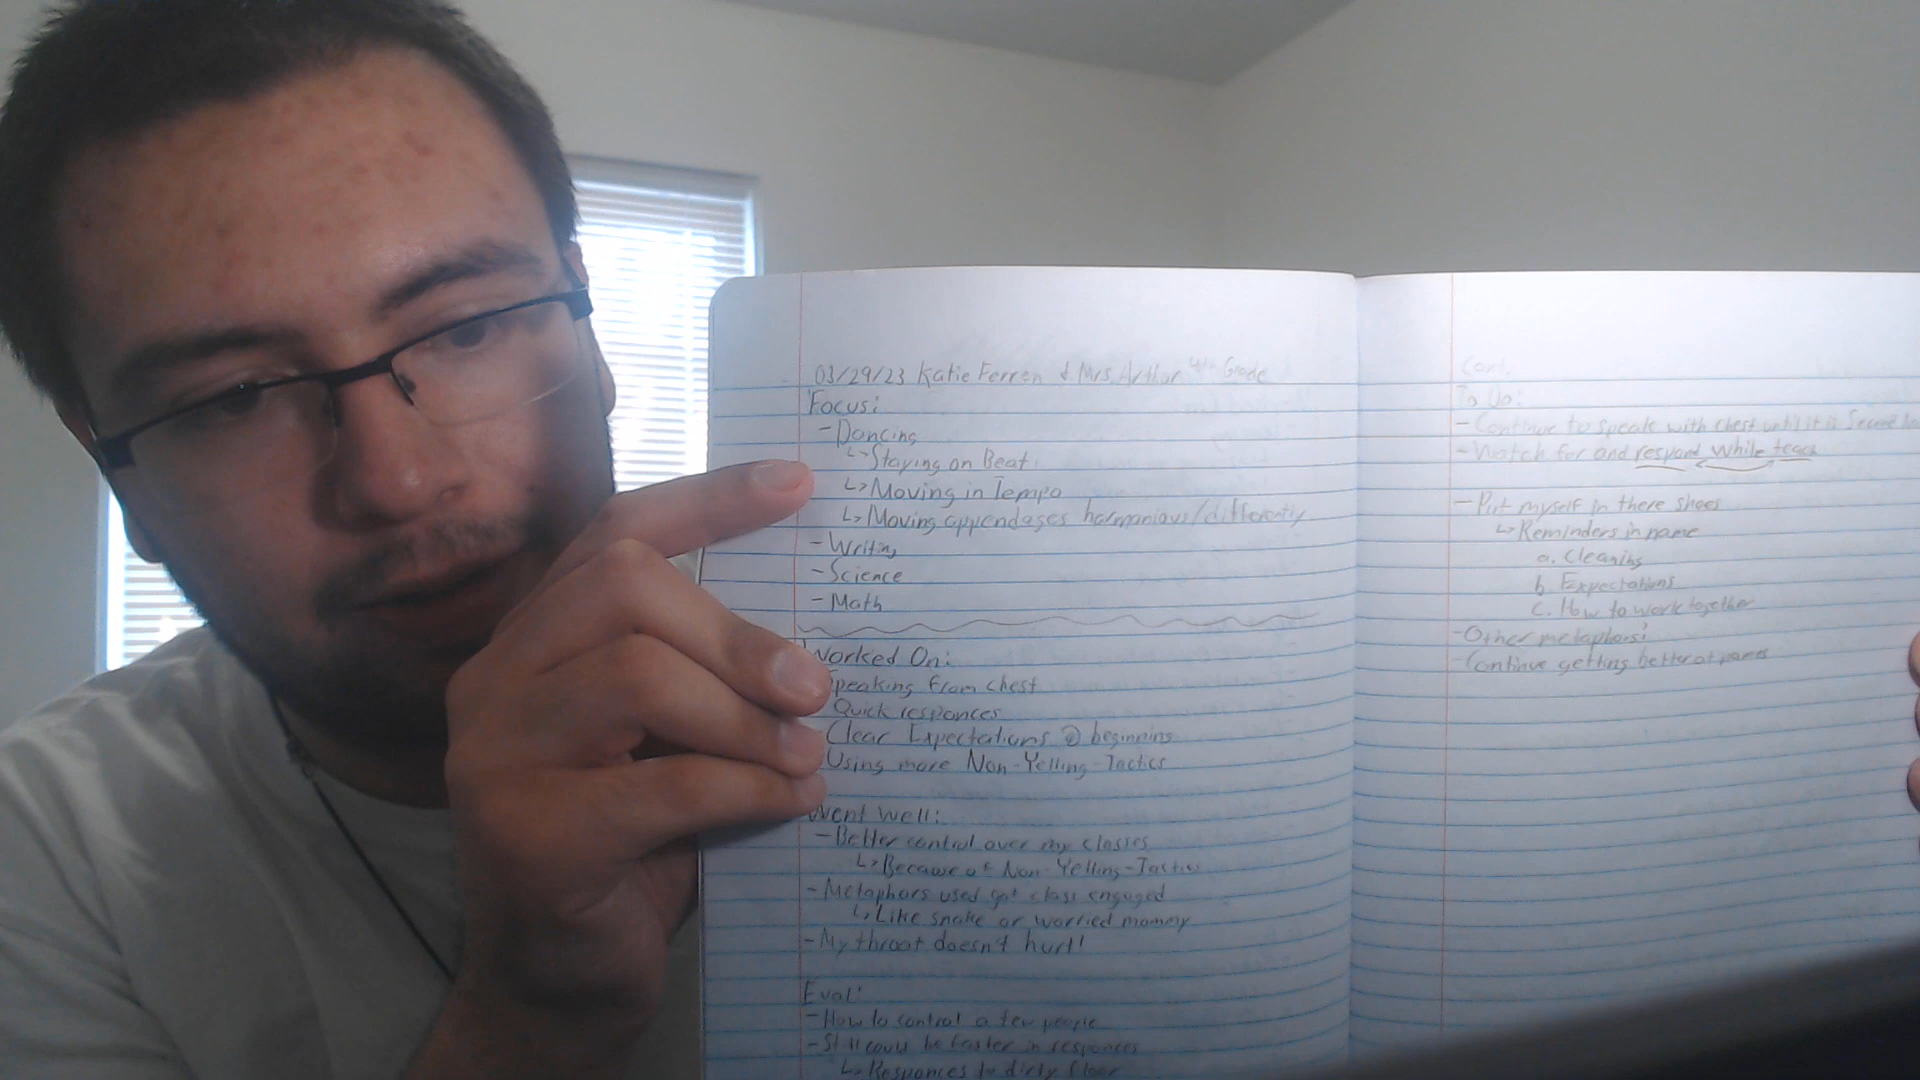 03/29/23 Katie Ferren & Mrs. Arthur 4th Grade
Focus:
- Dancing
↳ Staying on Beat
↳ Moving in Tempo
↳ Moving appendages harmonious/differently
- Writing
- Science
- Math
Worked On:
Speaking from chest
Quick responces
Clear Expectations @ beginning
Using more Non-Yelling-Tactics
Went Well:
- Better control over my classes
↳ Because of Non-Yelling-Tactics
- Metaphors used got class engaged
↳ Like snake or worried mommy
- My throat doesn't hurt!
Eval:
- How to control a few people
- Still could be faster in responces
↳ Responces to dirty floor
Cont.
To Do:
- Continue to speak with chest until it is Second
- Watch for and respond while teach
- Put myself in there shoes
↳ Reminders in name
a. Cleaning
b. Expectations
c. How to work together
- Other metaphors!
- Continue getting better at names